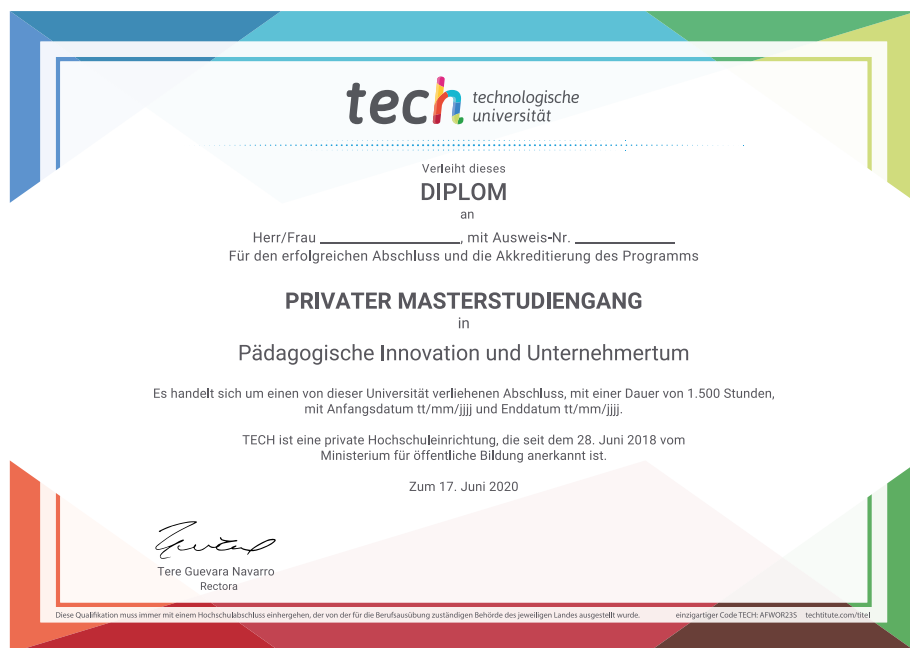 tech technologische
universität
Verleiht dieses
DIPLOM
an
Herr/Frau ____________________, mit Ausweis-Nr. ______________
Für den erfolgreichen Abschluss und die Akkreditierung des Programms
PRIVATER MASTERSTUDIENGANG
in
Pädagogische Innovation und Unternehmertum
Es handelt sich um einen von dieser Universität verliehenen Abschluss, mit einer Dauer von 1.500 Stunden,
mit Anfangsdatum tt/mm/jjjj und Enddatum tt/mm/jjjj.
TECH ist eine private Hochschuleinrichtung, die seit dem 28. Juni 2018 vom
Ministerium für öffentliche Bildung anerkannt ist.
Zum 17. Juni 2020
Tere Guevara Navarro
Rectora
Diese Qualifikation muss immer mit einem Hochschulabschluss einhergehen, der von der für die Berufsausübung zuständigen Behörde des jeweiligen Landes ausgestellt wurde. einzigartiger Code TECH: AFWOR23S techtitute.com/titel